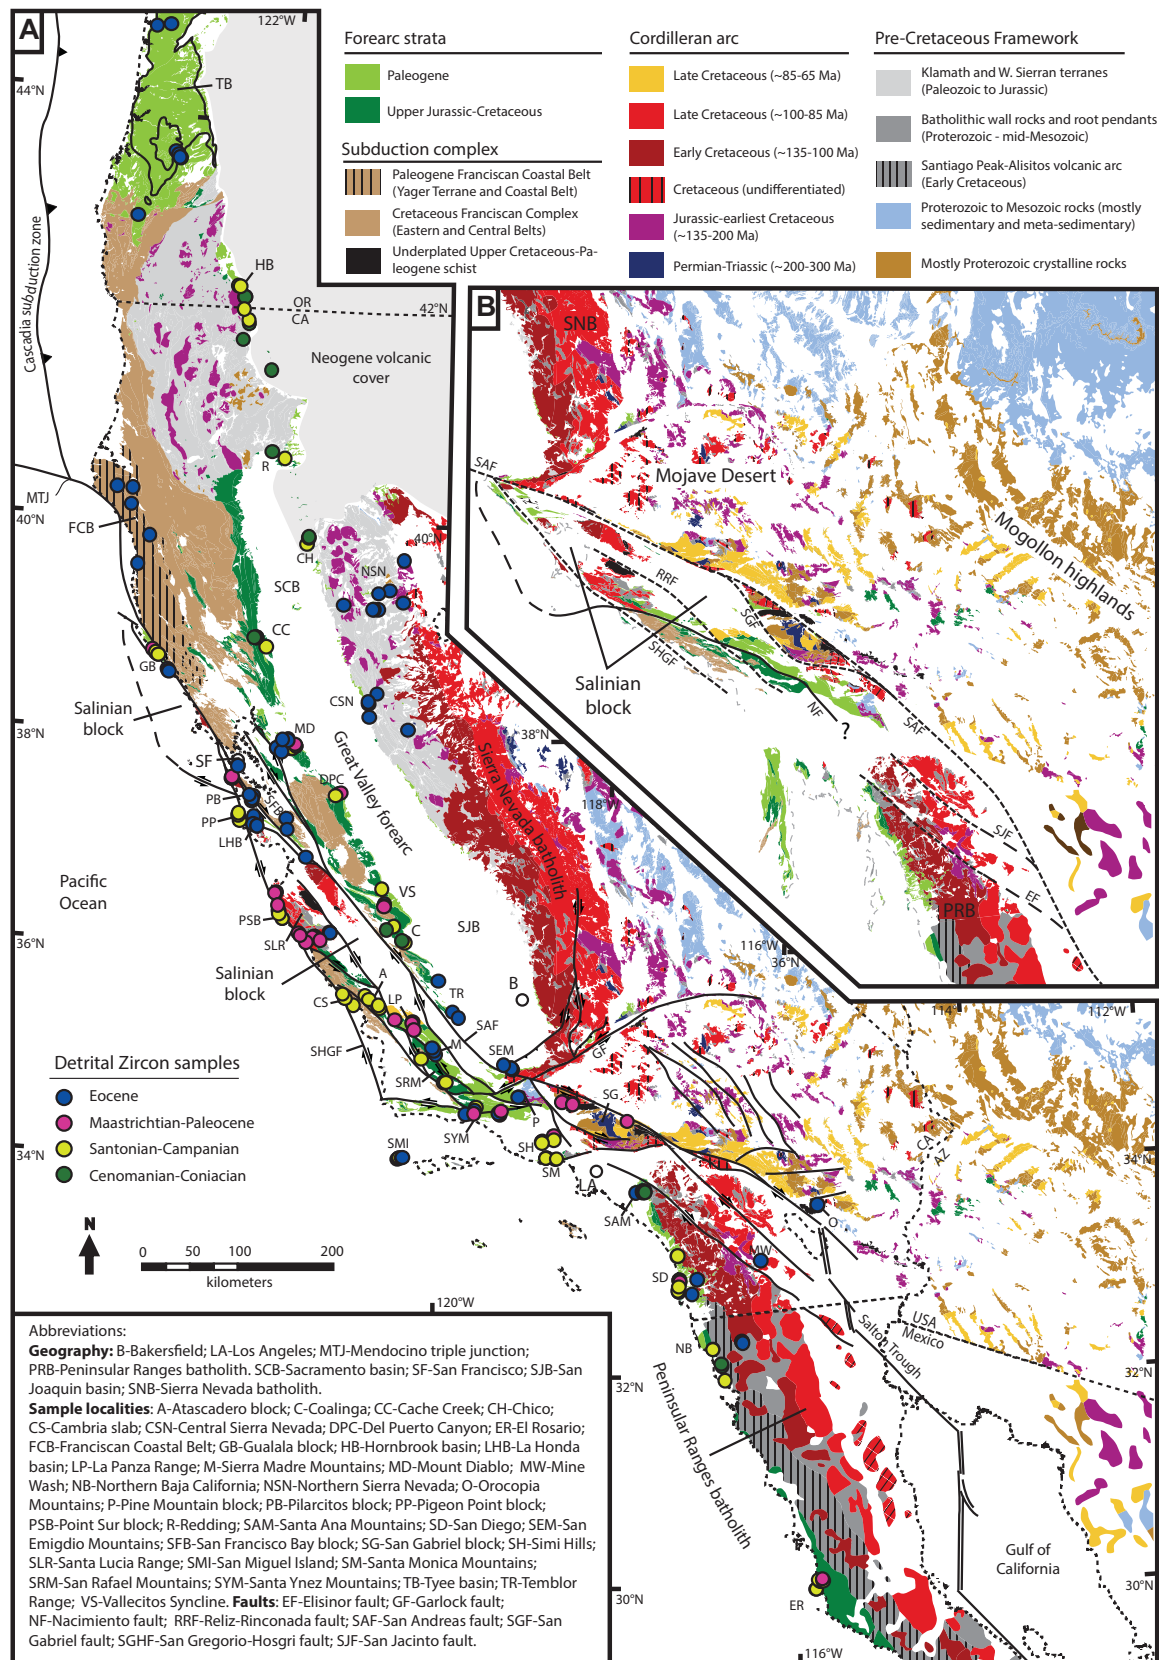 A
122°W
44°N
TB
Cascadia subduction zone
HB
OR
CA
42°N
Neogene volcanic
cover
R
MTJ
40°N
FCB
CH
40°N
NSN
SCB
CC
GB
Salinian
block
CSN
38°N
MD
SF
Great Valley forearc
Sierra Nevada batholith
38°N
118°W
DPC
PB
SFB
PP
LHB
Pacific
Ocean
VS
PSB
C
SJB
SLR
36°N
116°W
36°N
Salinian
block
A
B
CS
LP
TR
SAF
SHGF
M
SEM
GF
SRM
SG
P
SYM
SH
SMI
SM
34°N
LA
SAM
O
MW
SD
114°
112°W
CA
AZ
34°N
USA
Mexico
Salton Trough
NB
32°N
32°N
Peninsular Ranges batholith
Gulf of
California
ER
30°N
30°N
120°W
116°W
Forearc strata
Paleogene
Upper Jurassic-Cretaceous
Subduction complex
Paleogene Franciscan Coastal Belt
(Yager Terrane and Coastal Belt)
Cretaceous Franciscan Complex
(Eastern and Central Belts)
Underplated Upper Cretaceous-Pa-
leogene schist
Cordilleran arc
Late Cretaceous (~85-65 Ma)
Late Cretaceous (~100-85 Ma)
Early Cretaceous (~135-100 Ma)
Cretaceous (undifferentiated)
Jurassic-earliest Cretaceous
(~135-200 Ma)
Permian-Triassic (~200-300 Ma)
Pre-Cretaceous Framework
Klamath and W. Sierran terranes
(Paleozoic to Jurassic)
Batholithic wall rocks and root pendants
(Proterozoic - mid-Mesozoic)
Santiago Peak-Alisitos volcanic arc
(Early Cretaceous)
Proterozoic to Mesozoic rocks (mostly
sedimentary and meta-sedimentary)
Mostly Proterozoic crystalline rocks
B
SNB
SAF
Mojave Desert
Mogollon highlands
RRF
SGF
SHGF
Salinian
block
NF
?
SAF
SJF
EF
PRB
Detrital Zircon samples
Eocene
Maastrichtian-Paleocene
Santonian-Campanian
Cenomanian-Coniacian
N
0 50 100 200
kilometers
Abbreviations:
Geography: B-Bakersfield; LA-Los Angeles; MTJ-Mendocino triple junction;
PRB-Peninsular Ranges batholith. SCB-Sacramento basin; SF-San Francisco; SJB-San
Joaquin basin; SNB-Sierra Nevada batholith.
Sample localities: A-Atascadero block; C-Coalinga; CC-Cache Creek; CH-Chico;
CS-Cambria slab; CSN-Central Sierra Nevada; DPC-Del Puerto Canyon; ER-El Rosario;
FCB-Franciscan Coastal Belt; GB-Gualala block; HB-Hornbrook basin; LHB-La Honda
basin; LP-La Panza Range; M-Sierra Madre Mountains; MD-Mount Diablo; MW-Mine
Wash; NB-Northern Baja California; NSN-Northern Sierra Nevada; O-Orocopia
Mountains; P-Pine Mountain block; PB-Pilarcitos block; PP-Pigeon Point block;
PSB-Point Sur block; R-Redding; SAM-Santa Ana Mountains; SD-San Diego; SEM-San
Emigdio Mountains; SFB-San Francisco Bay block; SG-San Gabriel block; SH-Simi Hills;
SLR-Santa Lucia Range; SMI-San Miguel Island; SM-Santa Monica Mountains;
SRM-San Rafael Mountains; SYM-Santa Ynez Mountains; TB-Tyee basin; TR-Temblor
Range; VS-Vallecitos Syncline. Faults: EF-Elisinor fault; GF-Garlock fault;
NF-Nacimiento fault; RRF-Reliz-Rinconada fault; SAF-San Andreas fault; SGF-San
Gabriel fault; SGHF-San Gregorio-Hosgri fault; SJF-San Jacinto fault.